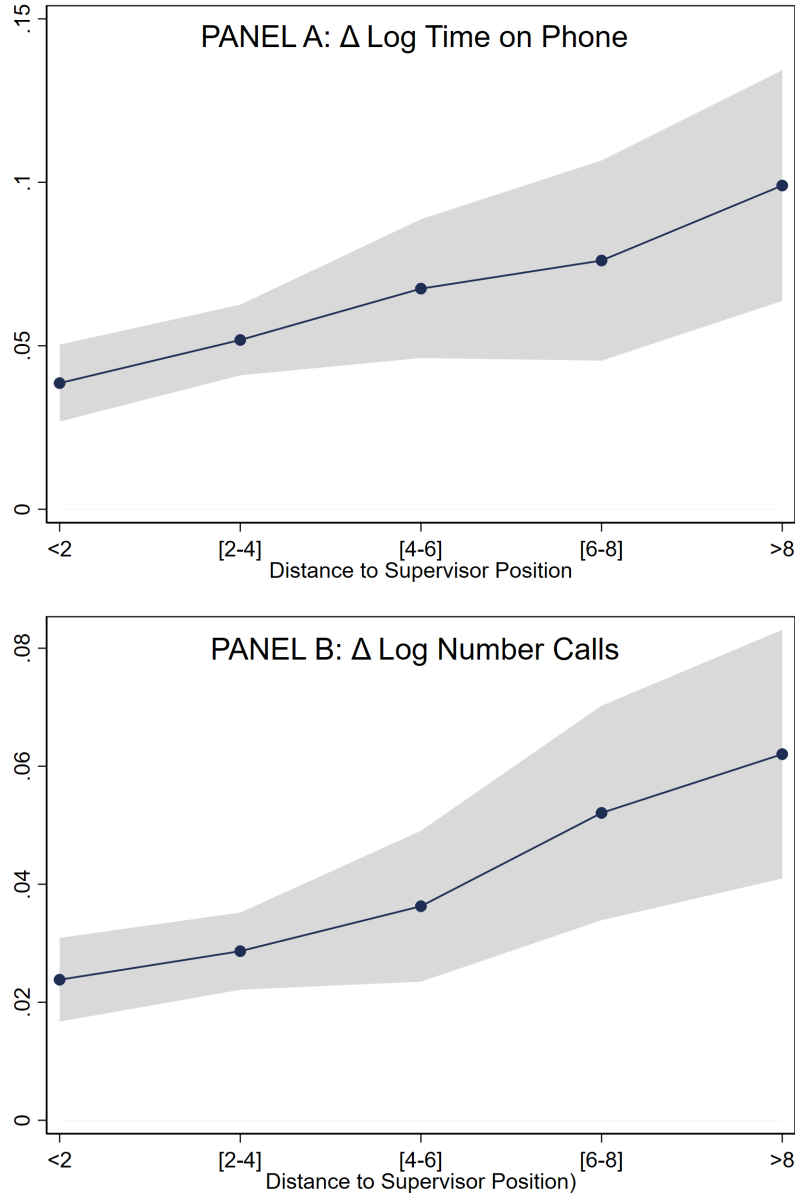 PANEL A: Δ Log Time on Phone
.15
.1
.05
0
<2 [2-4] [4-6] [6-8] >8
Distance to Supervisor Position
PANEL B: Δ Log Number Calls
.08
.06
.04
.02
0
<2 [2-4] [4-6] [6-8] >8
Distance to Supervisor Position)